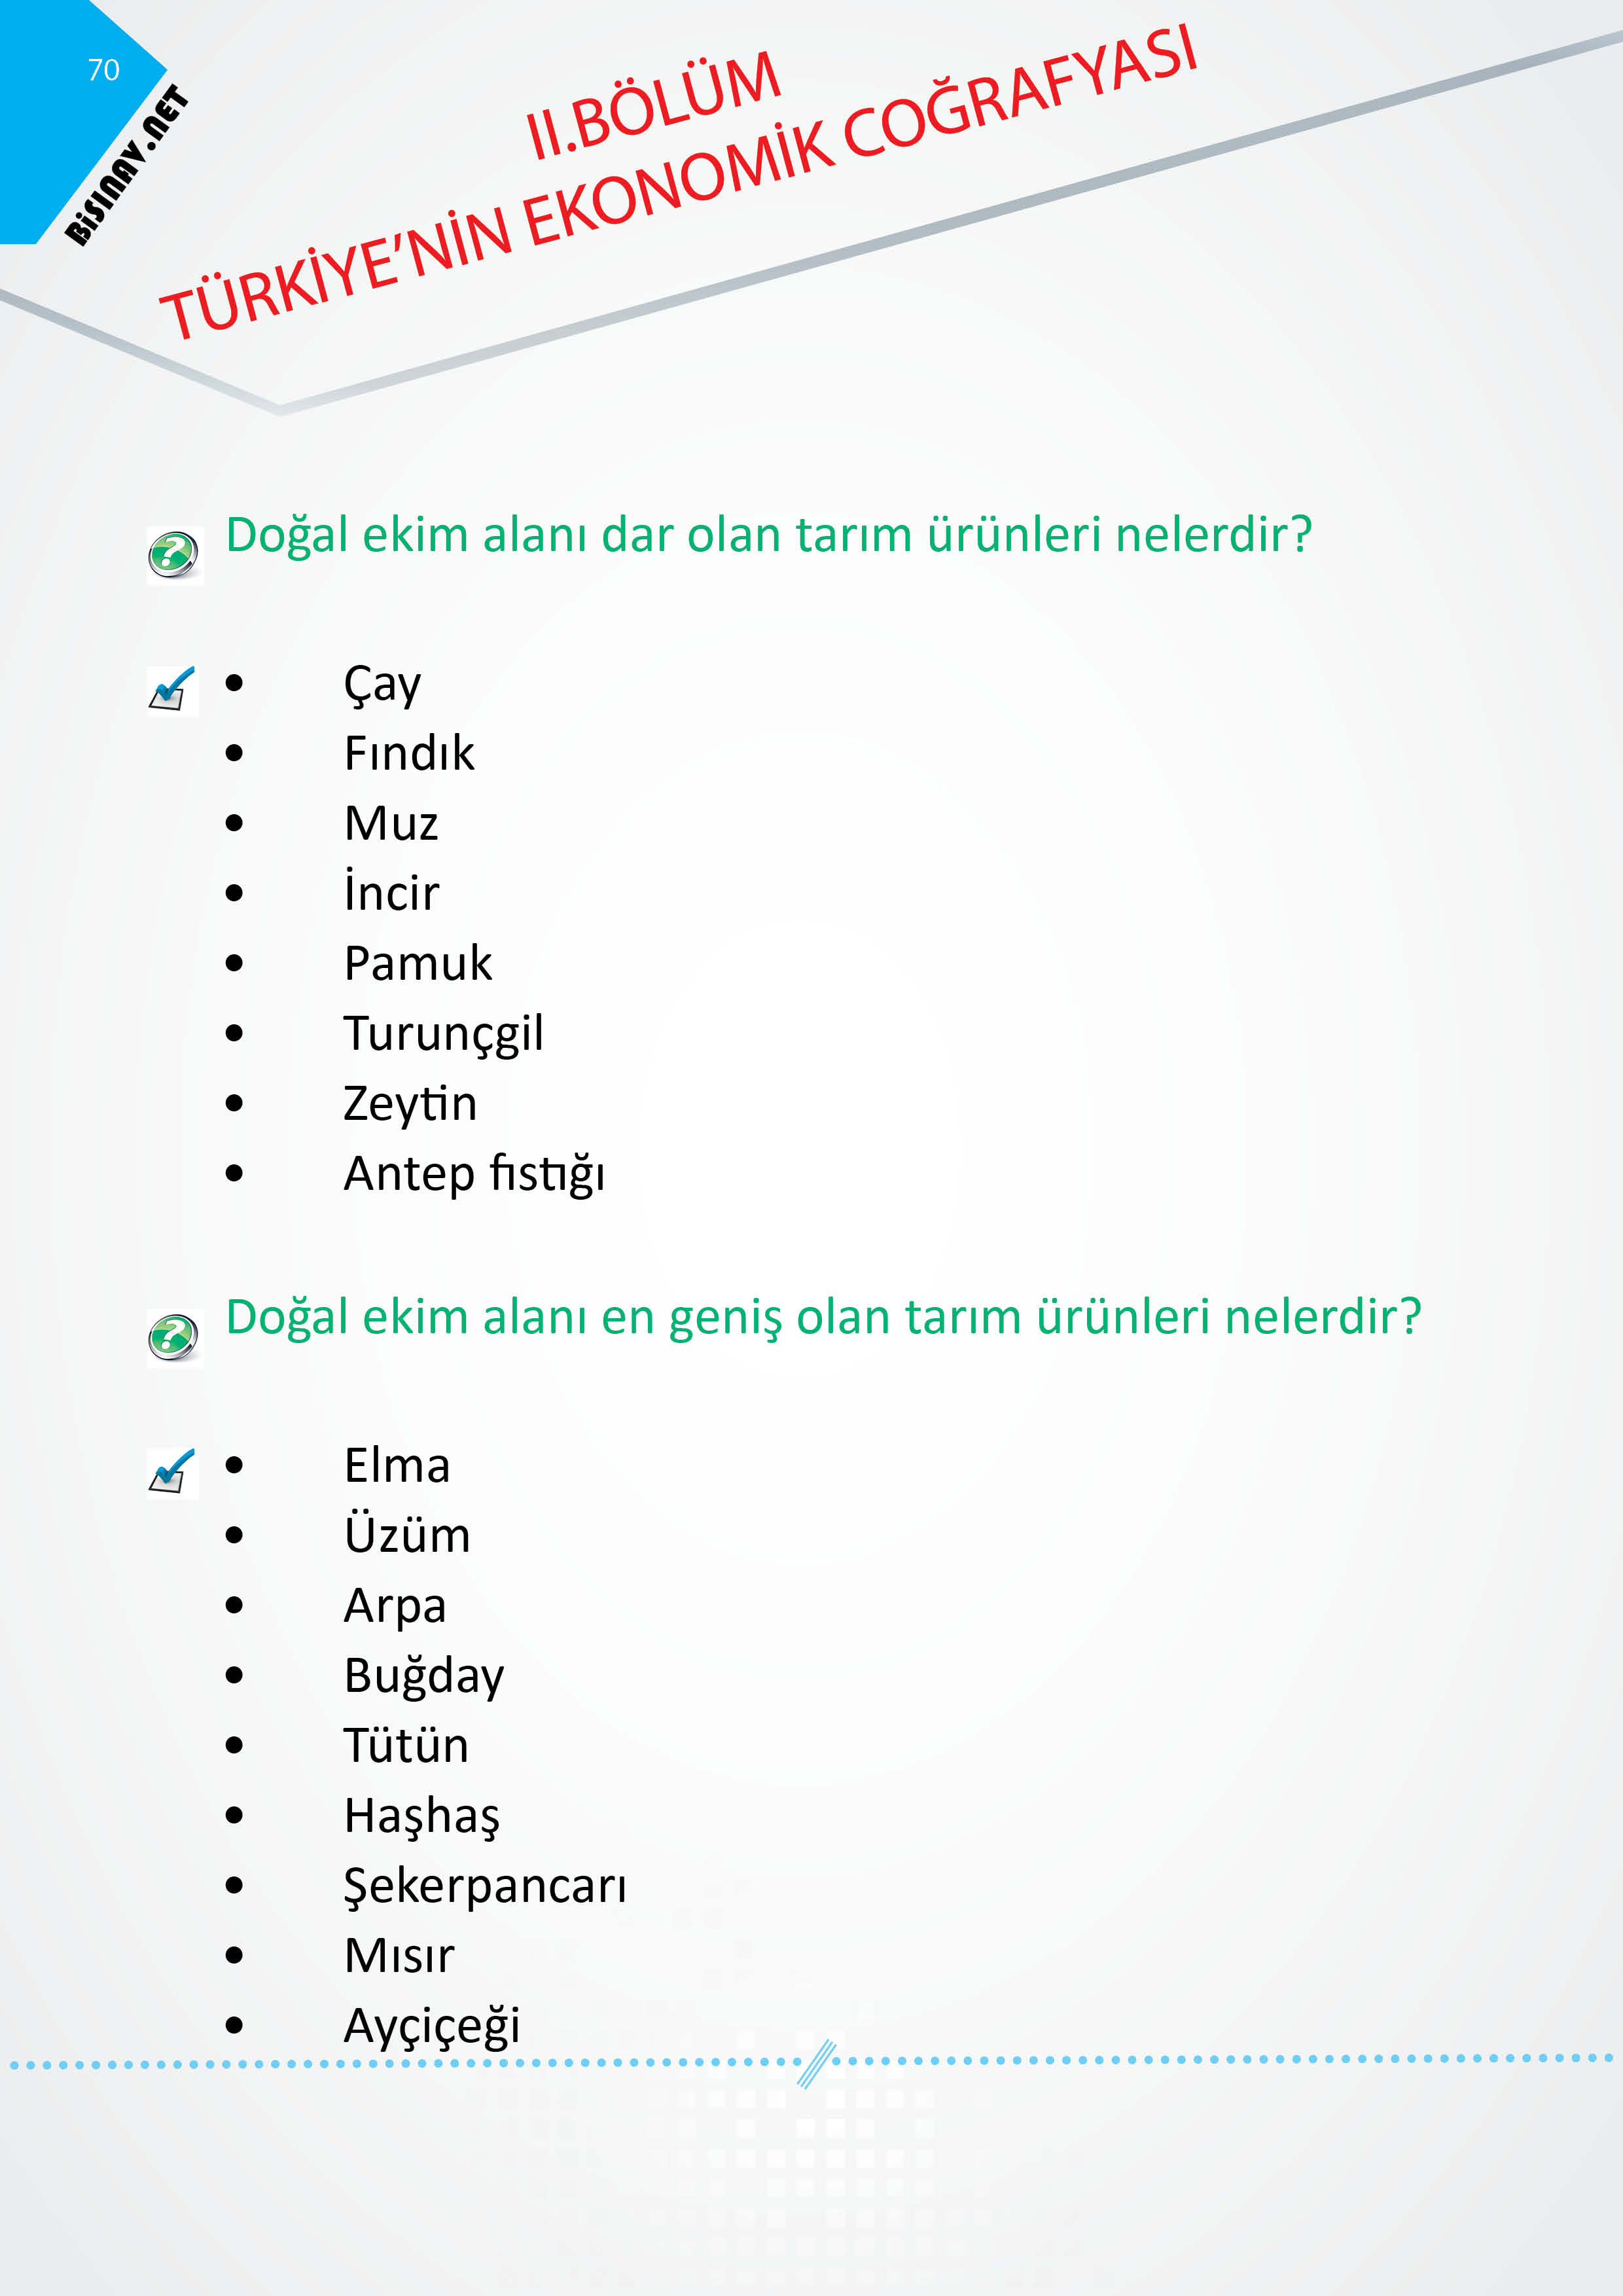 70
BiSINAV.NET
II.BÖLÜM
TÜRKİYE’NİN EKONOMİK COĞRAFYASI
Doğal ekim alanı dar olan tarım ürünleri nelerdir?
• Çay
• Fındık
• Muz
• İncir
• Pamuk
• Turunçgil
• Zeytin
• Antep fıstığı
Doğal ekim alanı en geniş olan tarım ürünleri nelerdir?
• Elma
• Üzüm
• Arpa
• Buğday
• Tütün
• Haşhaş
• Şekerpancarı
• Mısır
• Ayçiçeği